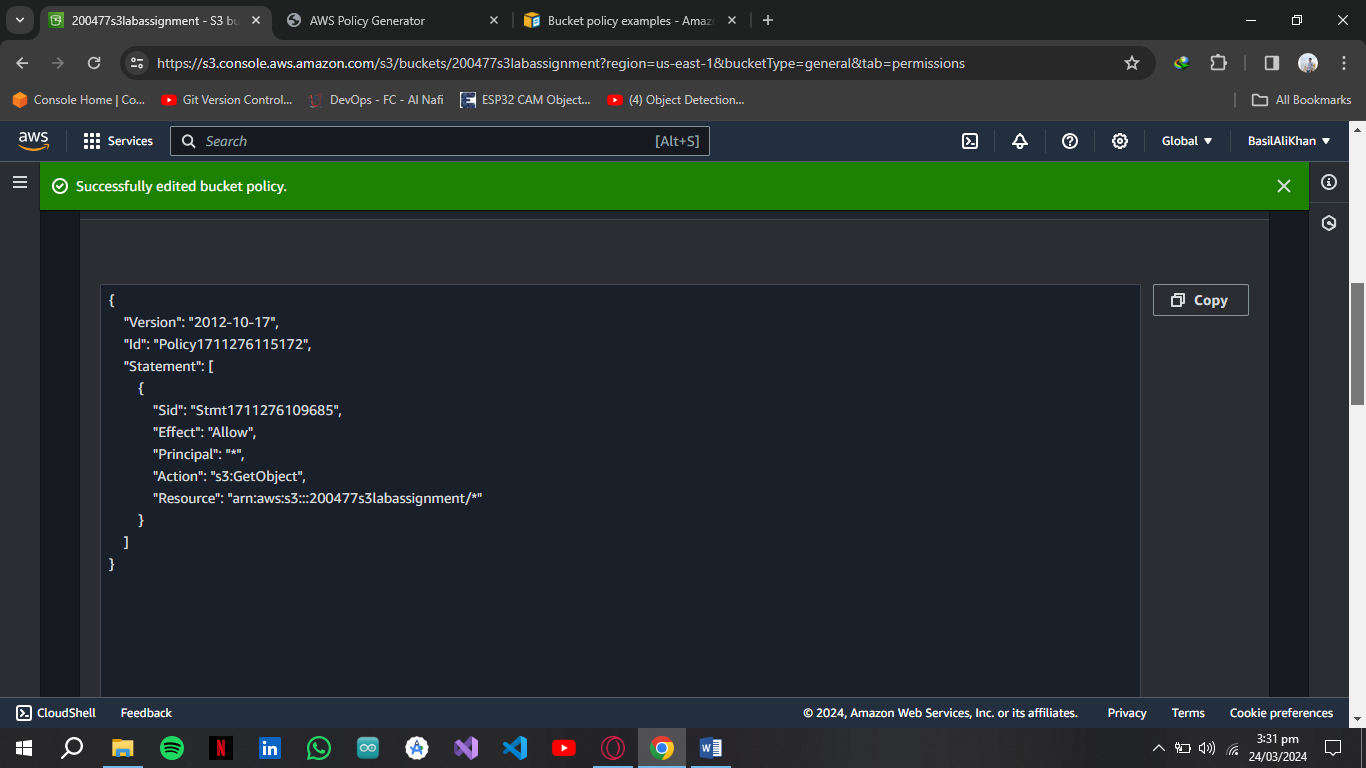 200477s3labassignment - S3 bu
AWS Policy Generator
Bucket policy examples - Amaz
https://s3.console.aws.amazon.com/s3/buckets/200477s3labassignment?region=us-east-1&bucketType=general&tab=permissions
Console Home | Co...
Git Version Control...
DevOps - FC - Al Nafi
ESP32 CAM Object...
(4) Object Detection...
All Bookmarks
aws
Services
Search
[Alt+S]
Global
BasilAliKhan
Successfully edited bucket policy.
Copy
{
"Version": "2012-10-17",
"Id": "Policy1711276115172",
"Statement": [
{
"Sid": "Stmt1711276109685",
"Effect": "Allow",
"Principal": "*",
"Action": "s3:GetObject",
"Resource": "arn:aws:s3:::200477s3labassignment/*"
}
]
}
CloudShell
Feedback
© 2024, Amazon Web Services, Inc. or its affiliates.
Privacy
Terms
Cookie preferences
3:31 pm
24/03/2024